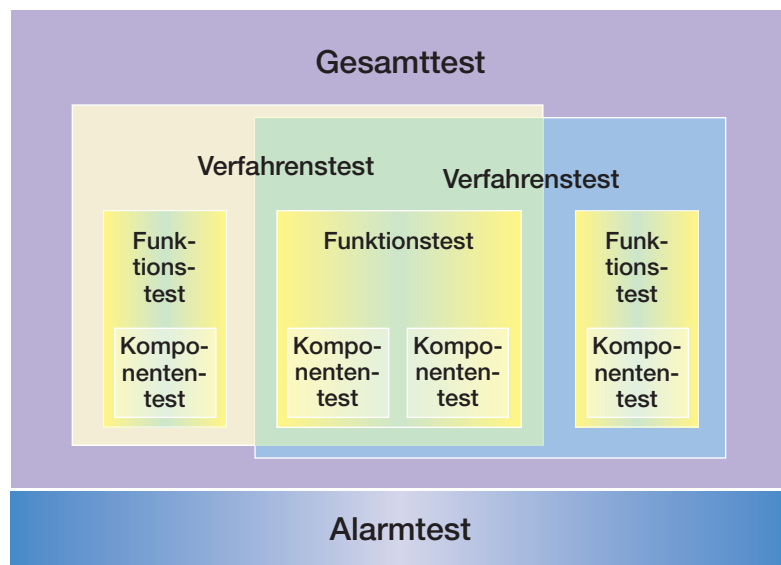 Gesamttest
Verfahrenstest
Verfahrenstest
Funk-
tions-
test
Funktionstest
Funk-
tions-
test
Kompo-
nenten-
test
Kompo-
nenten-
test
Kompo-
nenten-
test
Kompo-
nenten-
test
Alarmtest